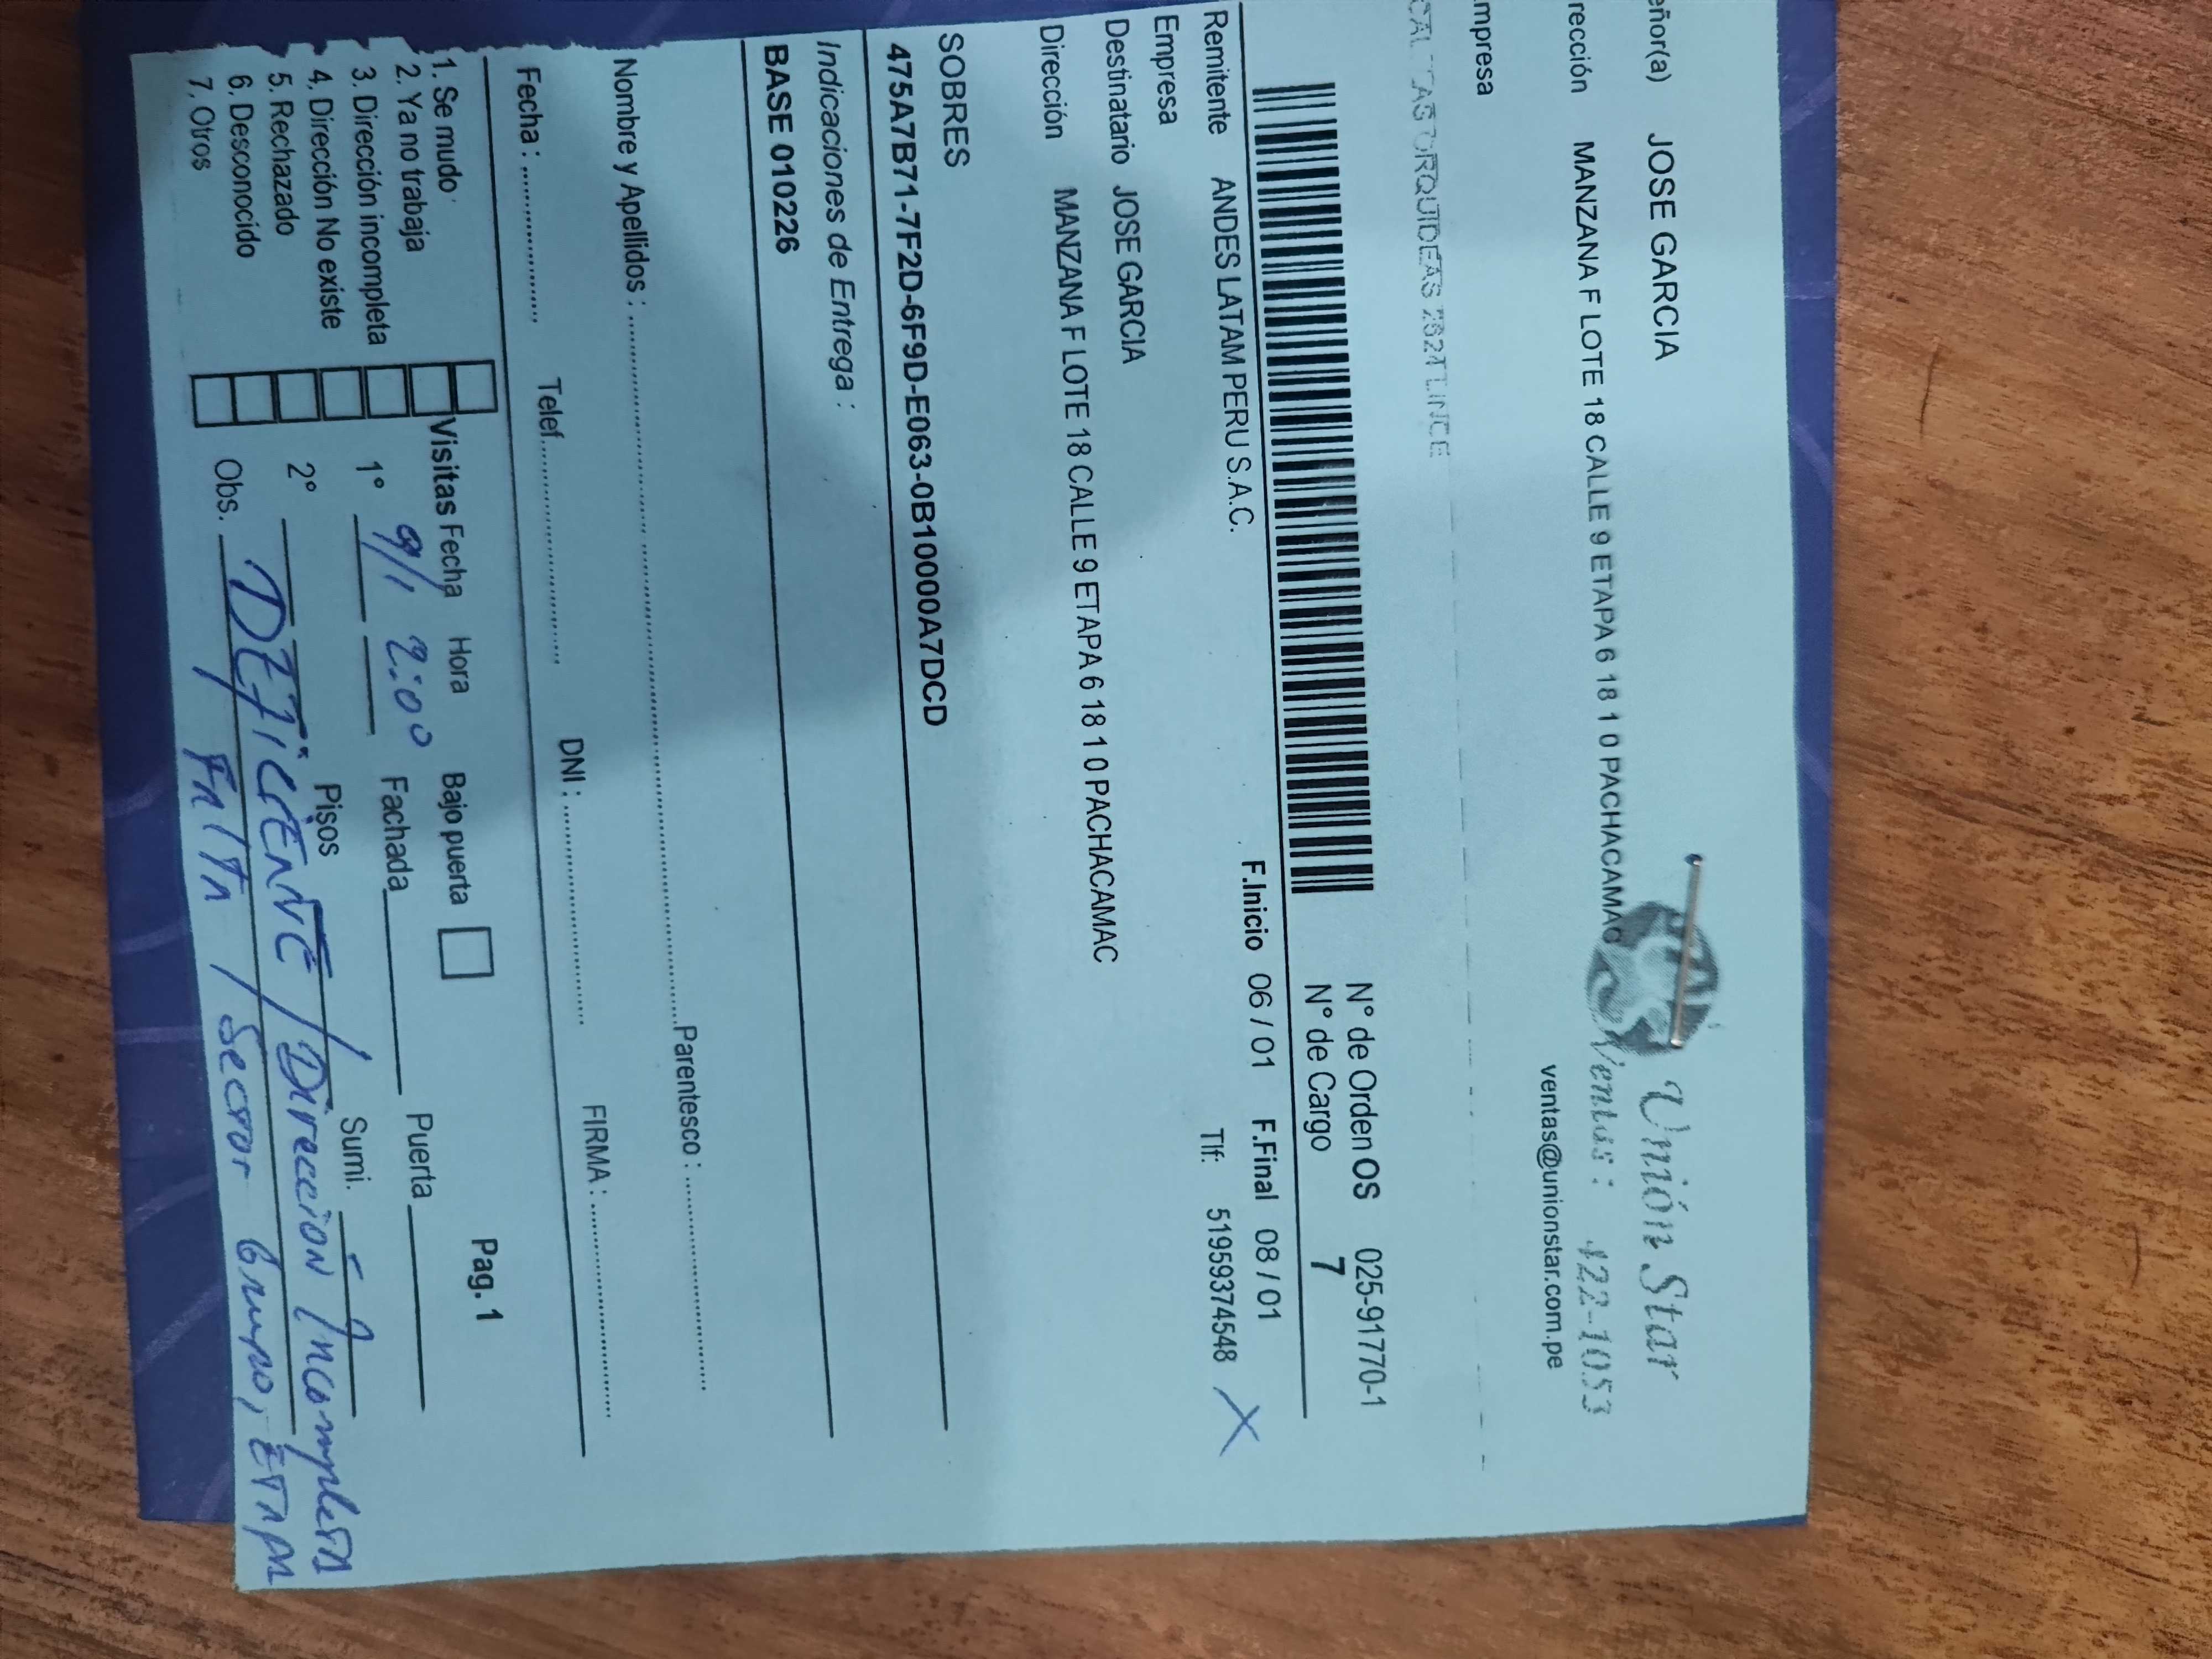 eñor(a) JOSE GARCIA
Unión Star
rección MANZANA F LOTE 18 CALLE 9 ETAPA 6 18 1 0 PACHACAMAC
Ventas : 422-1053
ventas@unionstar.com.pe
mpresa
N° de Orden OS 025-91770-1
N° de Cargo 7
F.Inicio 06 / 01 F.Final 08 / 01
Remitente ANDES LATAM PERU S.A.C.
Tlf: 51959374548 X
Empresa
Destinatario JOSE GARCIA
Dirección MANZANA F LOTE 18 CALLE 9 ETAPA 6 18 1 0 PACHACAMAC
SOBRES
475A7B71-7F2D-6F9D-E063-0B10000A7DCD
Indicaciones de Entrega :
BASE 010226
Nombre y Apellidos : Parentesco :
Fecha : Telef. DNI : FIRMA :
Pag. 1
1. Se mudo
2. Ya no trabaja
3. Dirección incompleta
4. Dirección No existe
5. Rechazado
6. Desconocido
7. Otros
Visitas Fecha Hora Bajo puerta
1° 9/1 2:00 Fachada Puerta
2° Pisos Sumi.
Obs. DEFICIENTE / Direccion Incompleta
Falta / Sector Grupo, ETAPA